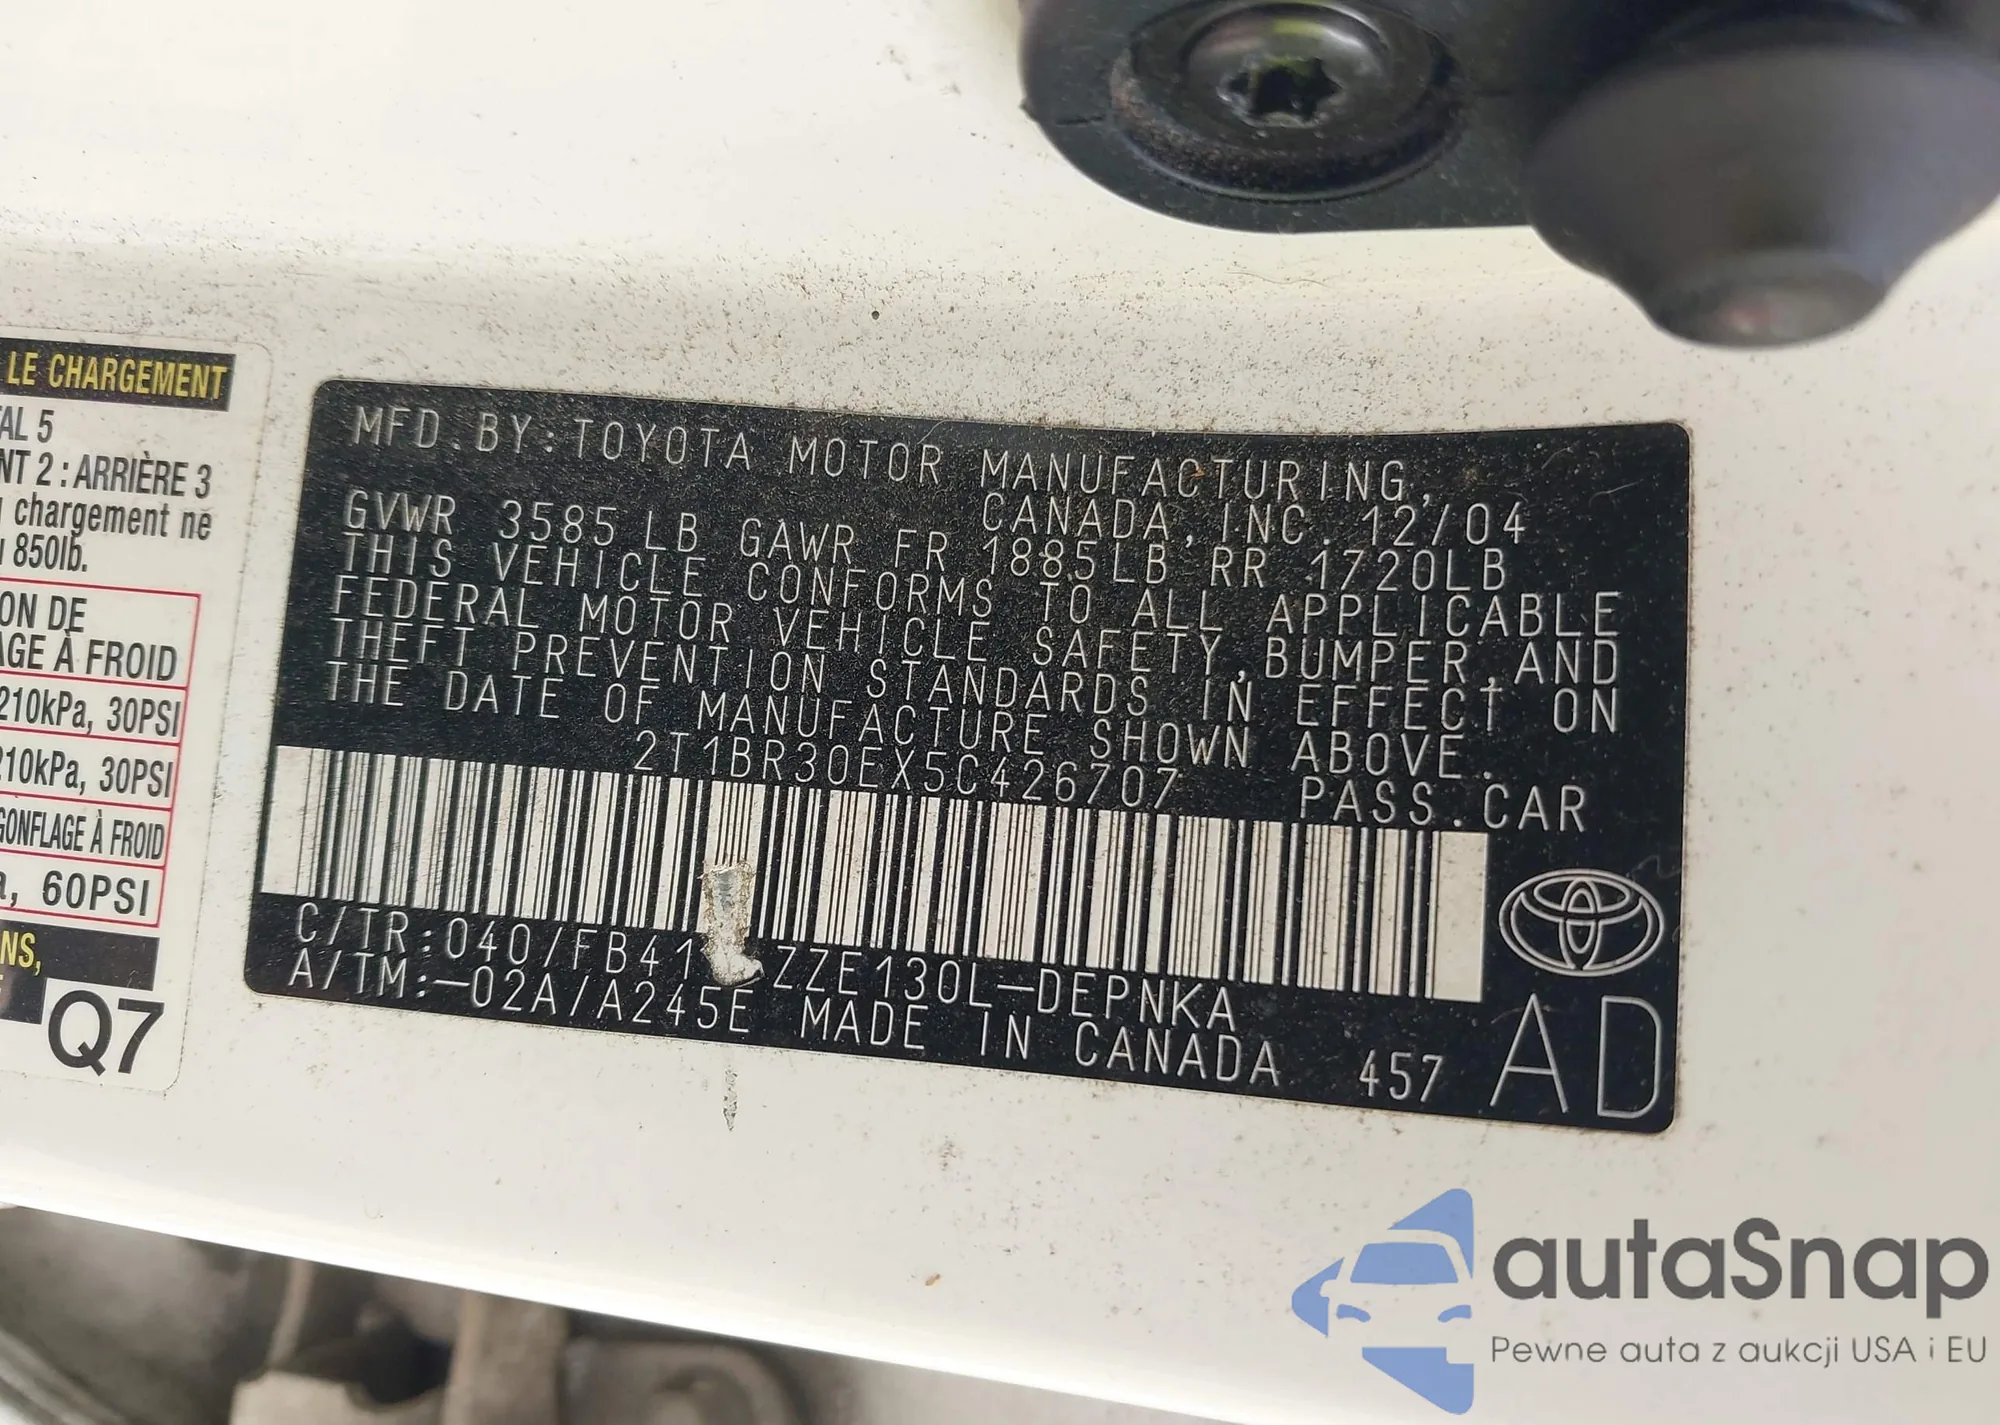 LE CHARGEMENT
TAL 5
NT 2 : ARRIÈRE 3
chargement ne
850lb.
ON DE
AGE À FROID
210kPa, 30PSI
210kPa, 30PSI
GONFLAGE À FROID
a, 60PSI
NS,
Q7
MFD. BY: TOYOTA MOTOR MANUFACTURING,
CANADA, INC. 12/04
GVWR 3585 LB GAWR FR 1885LB RR 1720LB
THIS VEHICLE CONFORMS TO ALL APPLICABLE
FEDERAL MOTOR VEHICLE SAFETY, BUMPER, AND
THEFT PREVENTION STANDARDS IN EFFECT ON
THE DATE OF MANUFACTURE SHOWN ABOVE.
2T1BR30EX5C426707 PASS. CAR
C/TR:040/FB41 ZZE130L-DEPNKA
A/TM:-02A/A245E MADE IN CANADA 457 AD
autaSnap
Pewne auta z aukcji USA i EU